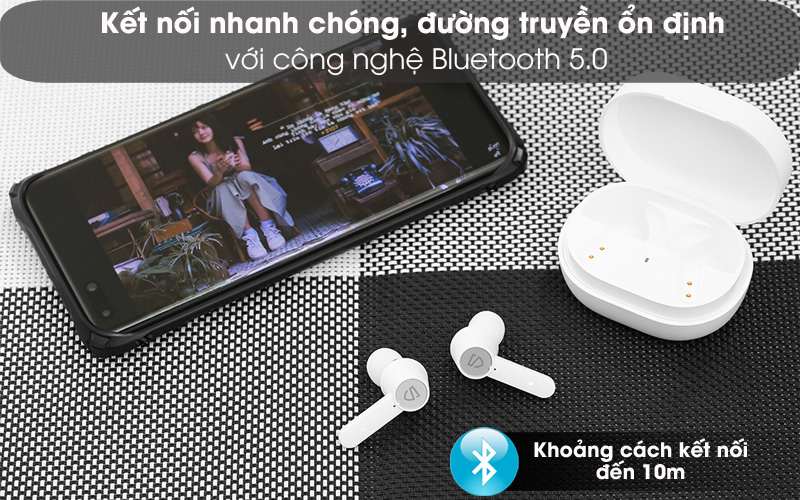 Kết nối nhanh chóng, đường truyền ổn định
với công nghệ Bluetooth 5.0
Khoảng cách kết nối
đến 10m